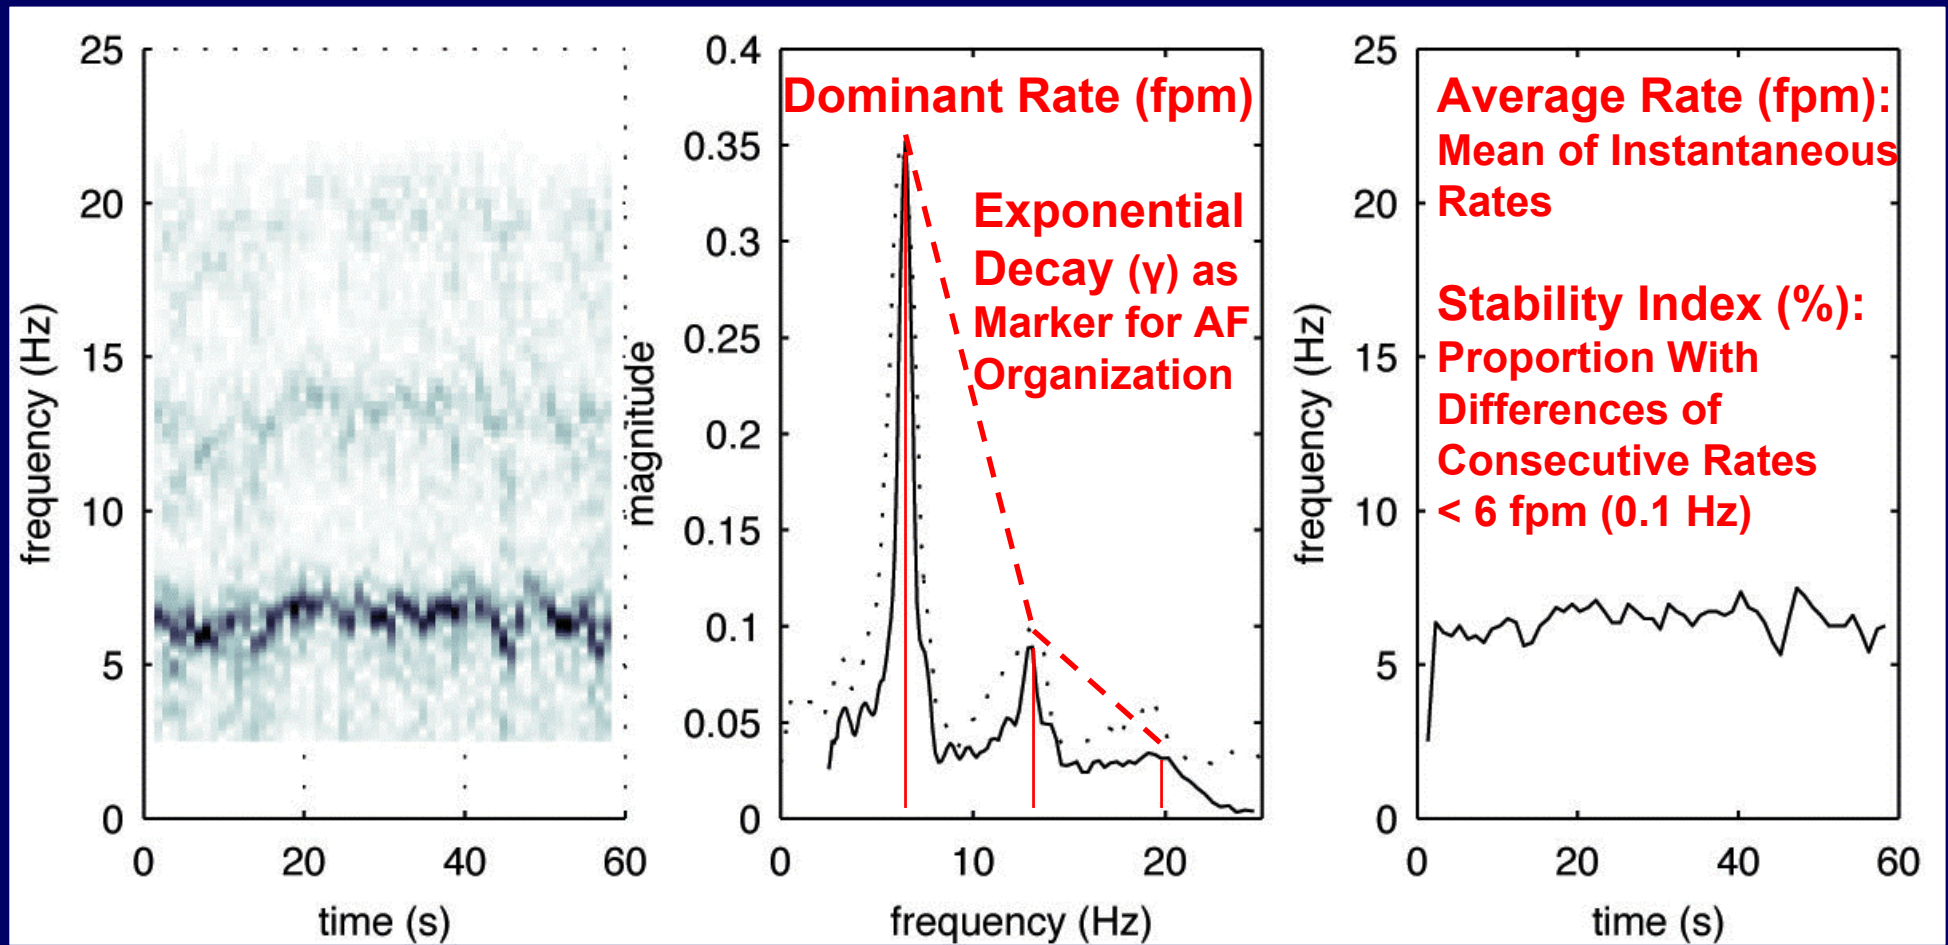 25
20
15
10
5
0
0
20
40
60
frequency (Hz)
time (s)
0.4
0.35
0.3
0.25
0.2
0.15
0.1
0.05
0
0
10
20
magnitude
frequency (Hz)
Dominant Rate (fpm)
Exponential
Decay (γ) as
Marker for AF
Organization
25
20
15
10
5
0
0
20
40
60
frequency (Hz)
time (s)
Average Rate (fpm):
Mean of Instantaneous
Rates
Stability Index (%):
Proportion With
Differences of
Consecutive Rates
< 6 fpm (0.1 Hz)